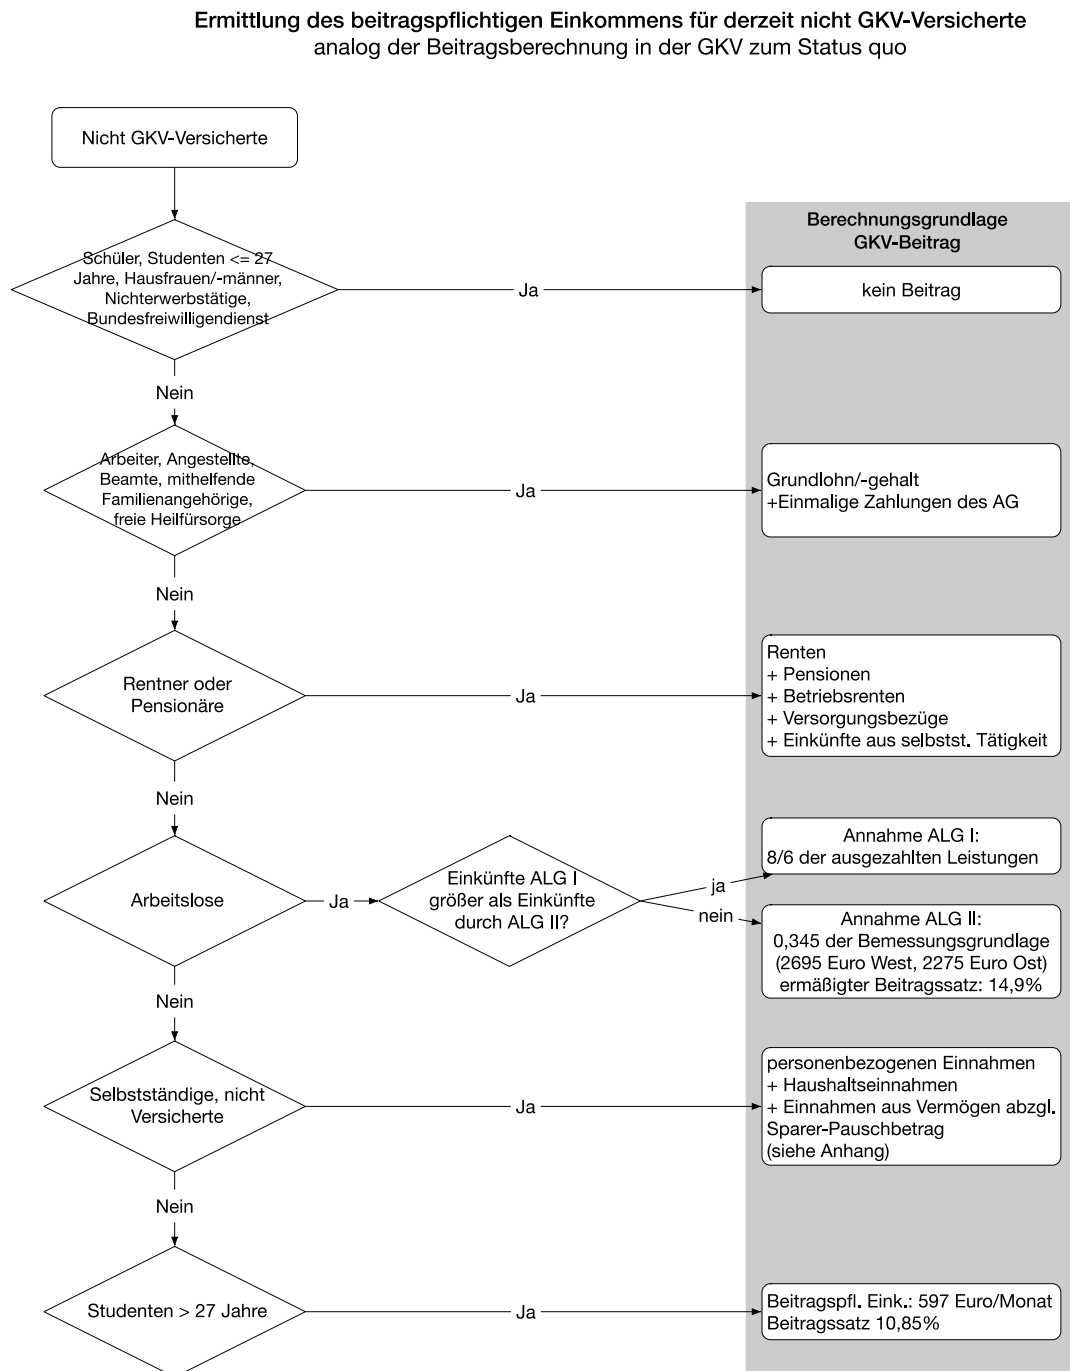 Ermittlung des beitragspflichtigen Einkommens für derzeit nicht GKV-Versicherte
analog der Beitragsberechnung in der GKV zum Status quo
Nicht GKV-Versicherte
Berechnungsgrundlage
GKV-Beitrag
Schüler, Studenten <= 27
Jahre, Hausfrauen/-männer,
Nichterwerbstätige,
Bundesfreiwilligendienst
Ja
kein Beitrag
Nein
Arbeiter, Angestellte,
Beamte, mithelfende
Familienangehörige,
freie Heilfürsorge
Ja
Grundlohn/-gehalt
+Einmalige Zahlungen des AG
Nein
Rentner oder
Pensionäre
Ja
Renten
+ Pensionen
+ Betriebsrenten
+ Versorgungsbezüge
+ Einkünfte aus selbstst. Tätigkeit
Nein
Arbeitslose
Ja
Einkünfte ALG I
größer als Einkünfte
durch ALG II?
ja
Annahme ALG I:
8/6 der ausgezahlten Leistungen
nein
Annahme ALG II:
0,345 der Bemessungsgrundlage
(2695 Euro West, 2275 Euro Ost)
ermäßigter Beitragssatz: 14,9%
Nein
Selbstständige, nicht
Versicherte
Ja
personenbezogenen Einnahmen
+ Haushaltseinnahmen
+ Einnahmen aus Vermögen abzgl.
Sparer-Pauschbetrag
(siehe Anhang)
Nein
Studenten > 27 Jahre
Ja
Beitragspfl. Eink.: 597 Euro/Monat
Beitragssatz 10,85%